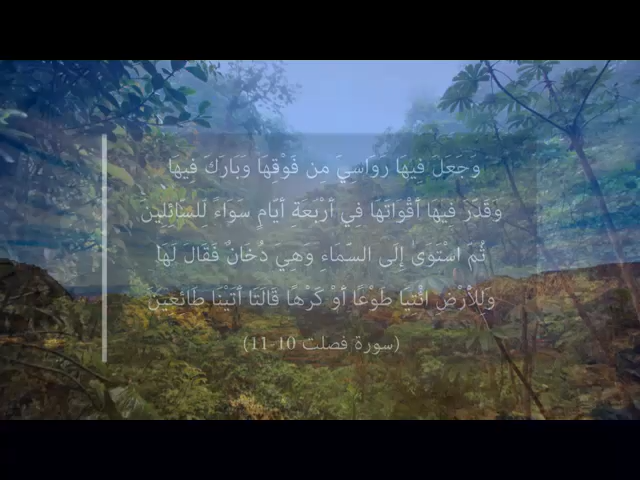 وَجَعَلَ فِيهَا رَوَاسِيَ مِن فَوْقِهَا وَبَارَكَ فِيهَا
وَقَدَّرَ فِيهَا أَقْوَاتَهَا فِي أَرْبَعَةِ أَيَّامٍ سَوَاءً لِلسَّائِلِينَ
ثُمَّ اسْتَوَىٰ إِلَى السَّمَاءِ وَهِيَ دُخَانٌ فَقَالَ لَهَا
وَلِلْأَرْضِ ائْتِيَا طَوْعًا أَوْ كَرْهًا قَالَتَا أَتَيْنَا طَائِعِينَ
(سورة فصلت 10-11)